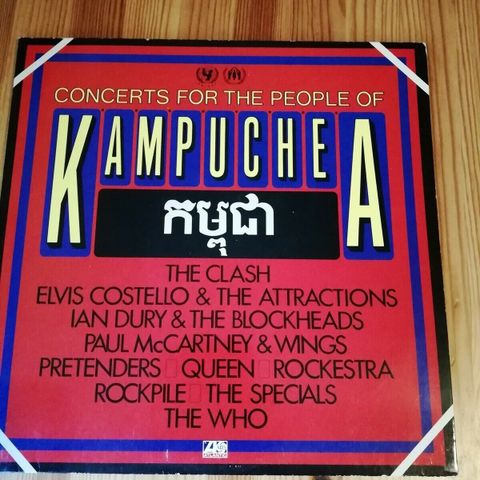 CONCERTS FOR THE PEOPLE OF
KAMPUCHEA
កម្ពុជា
THE CLASH
ELVIS COSTELLO & THE ATTRACTIONS
IAN DURY & THE BLOCKHEADS
PAUL McCARTNEY & WINGS
PRETENDERS QUEEN ROCKESTRA
ROCKPILE THE SPECIALS
THE WHO
ATLANTIC